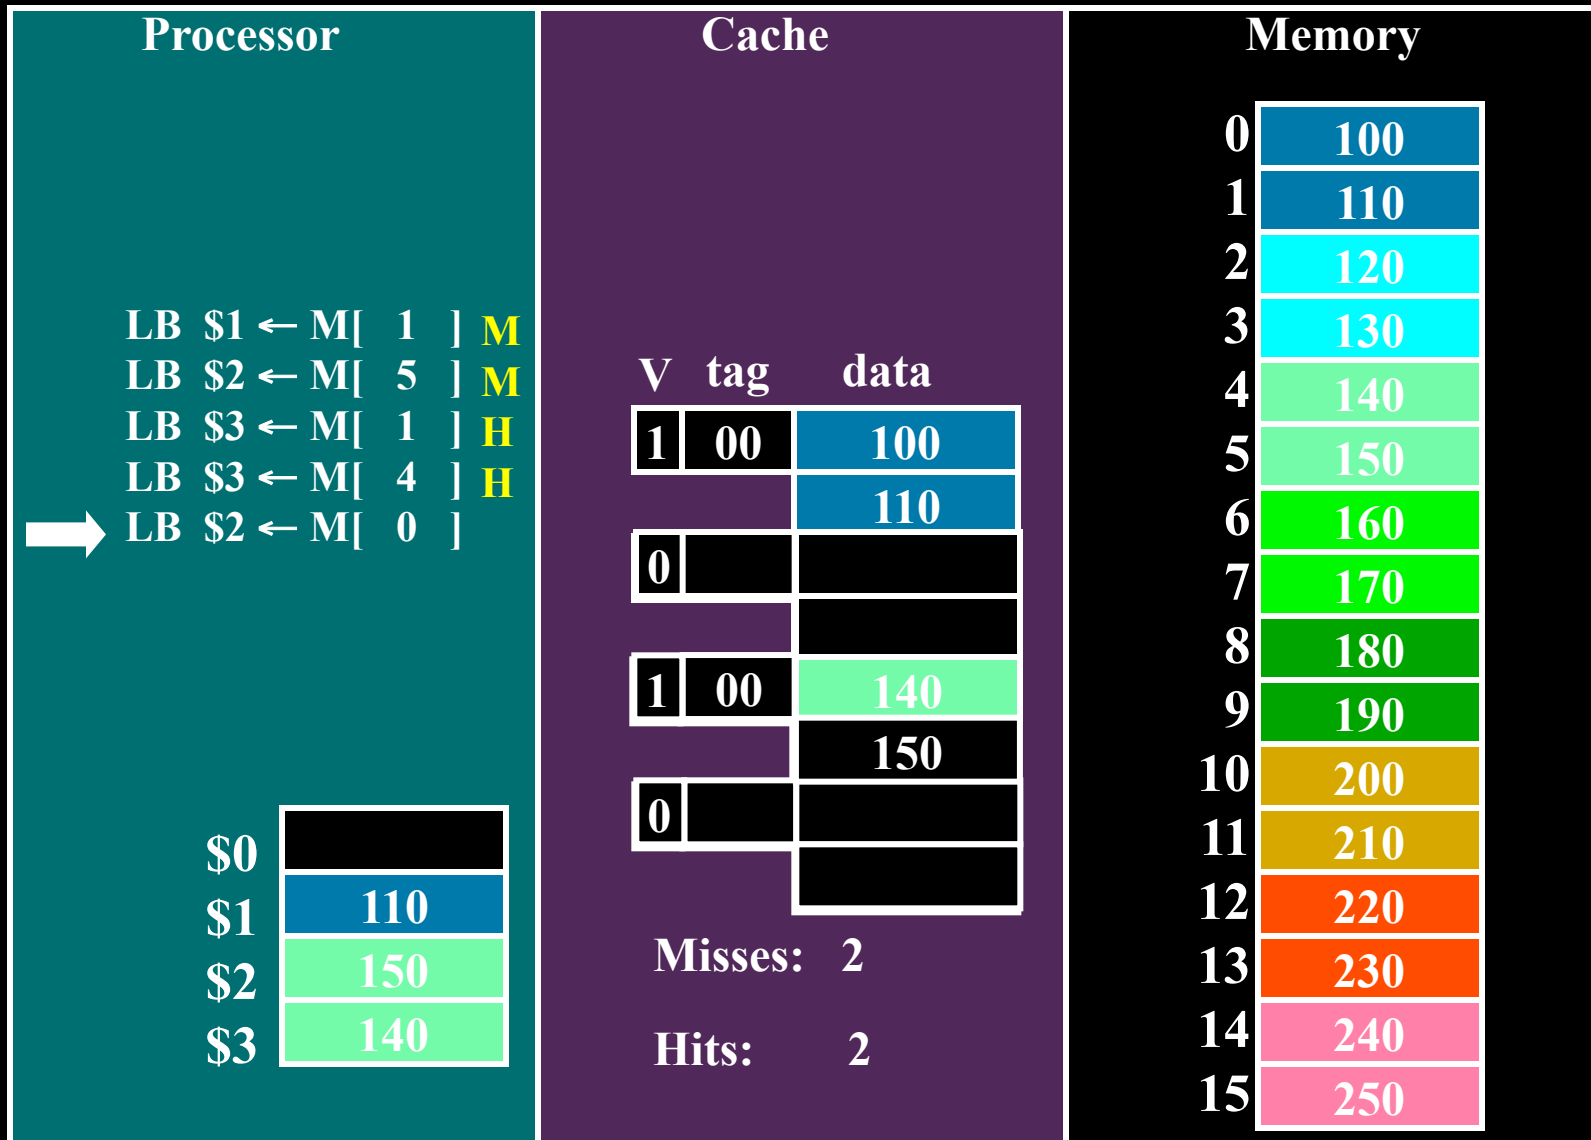 Processor
LB $1 ← M[ 1 ] M
LB $2 ← M[ 5 ] M
LB $3 ← M[ 1 ] H
LB $3 ← M[ 4 ] H
LB $2 ← M[ 0 ]
$0
$1 110
$2 150
$3 140
Cache
V tag data
1 00 100
110
0
1 00 140
150
0
Misses: 2
Hits: 2
Memory
0 100
1 110
2 120
3 130
4 140
5 150
6 160
7 170
8 180
9 190
10 200
11 210
12 220
13 230
14 240
15 250